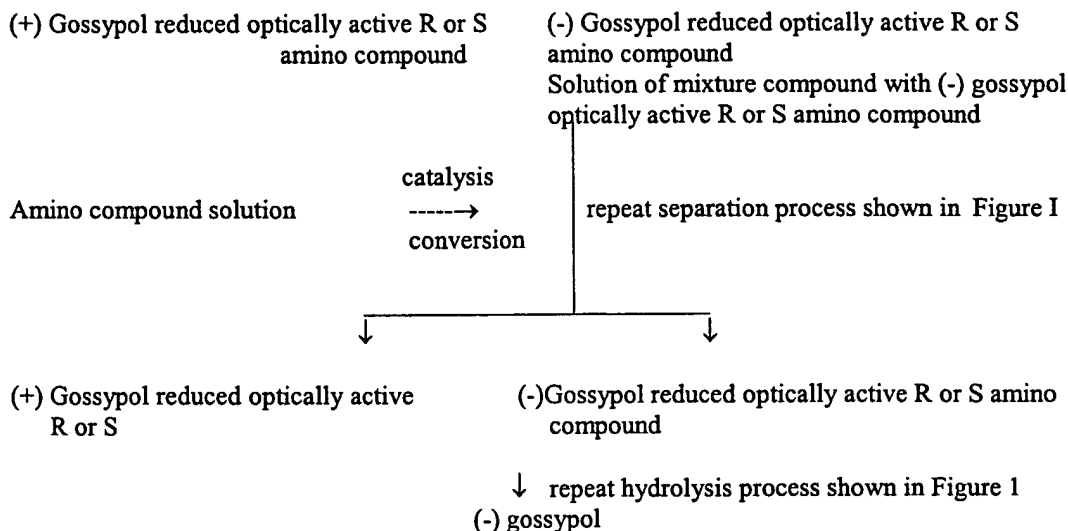 (+) Gossypol reduced optically active R or S
amino compound
(-) Gossypol reduced optically active R or S
amino compound
Solution of mixture compound with (-) gossypol
optically active R or S amino compound
Amino compound solution
catalysis
------→
conversion
repeat separation process shown in Figure I
↓ ↓
(+) Gossypol reduced optically active
R or S
(-)Gossypol reduced optically active R or S amino
compound
↓ repeat hydrolysis process shown in Figure 1
(-) gossypol